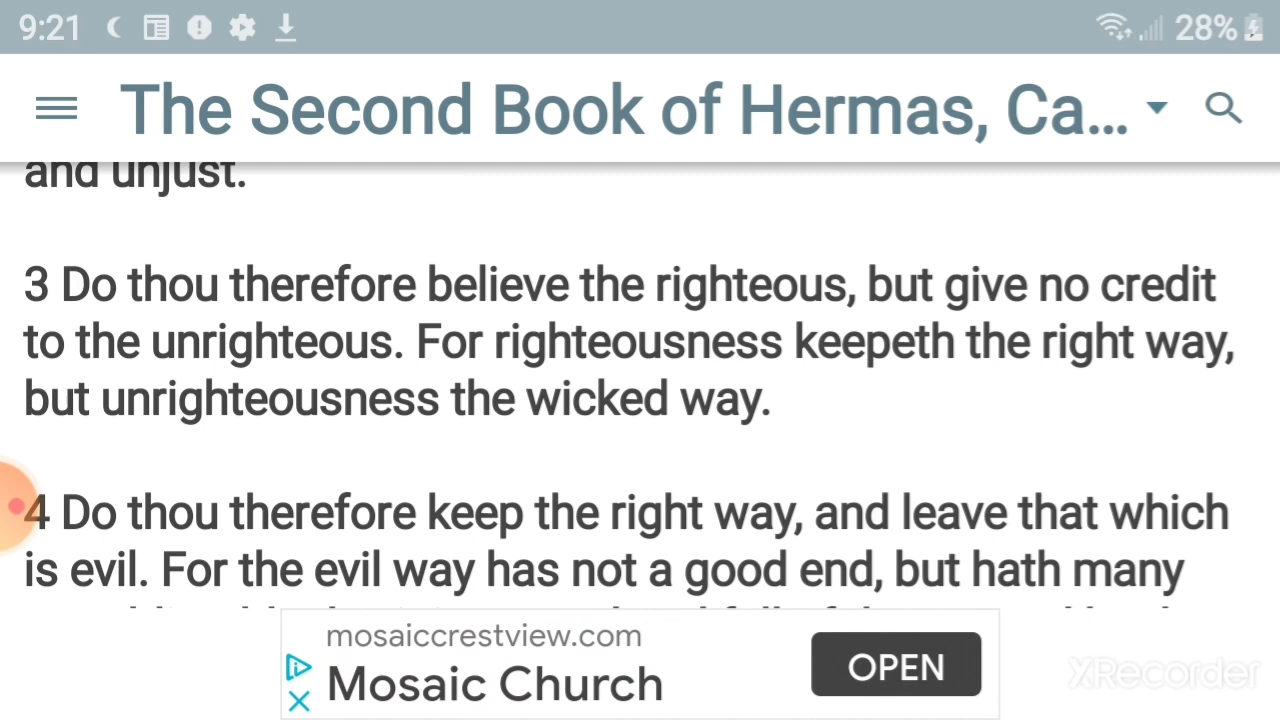 9:21 28%
The Second Book of Hermas, Ca...
and unjust.
3 Do thou therefore believe the righteous, but give no credit
to the unrighteous. For righteousness keepeth the right way,
but unrighteousness the wicked way.
4 Do thou therefore keep the right way, and leave that which
is evil. For the evil way has not a good end, but hath many
mosaiccrestview.com
Mosaic Church
OPEN
XRecorder